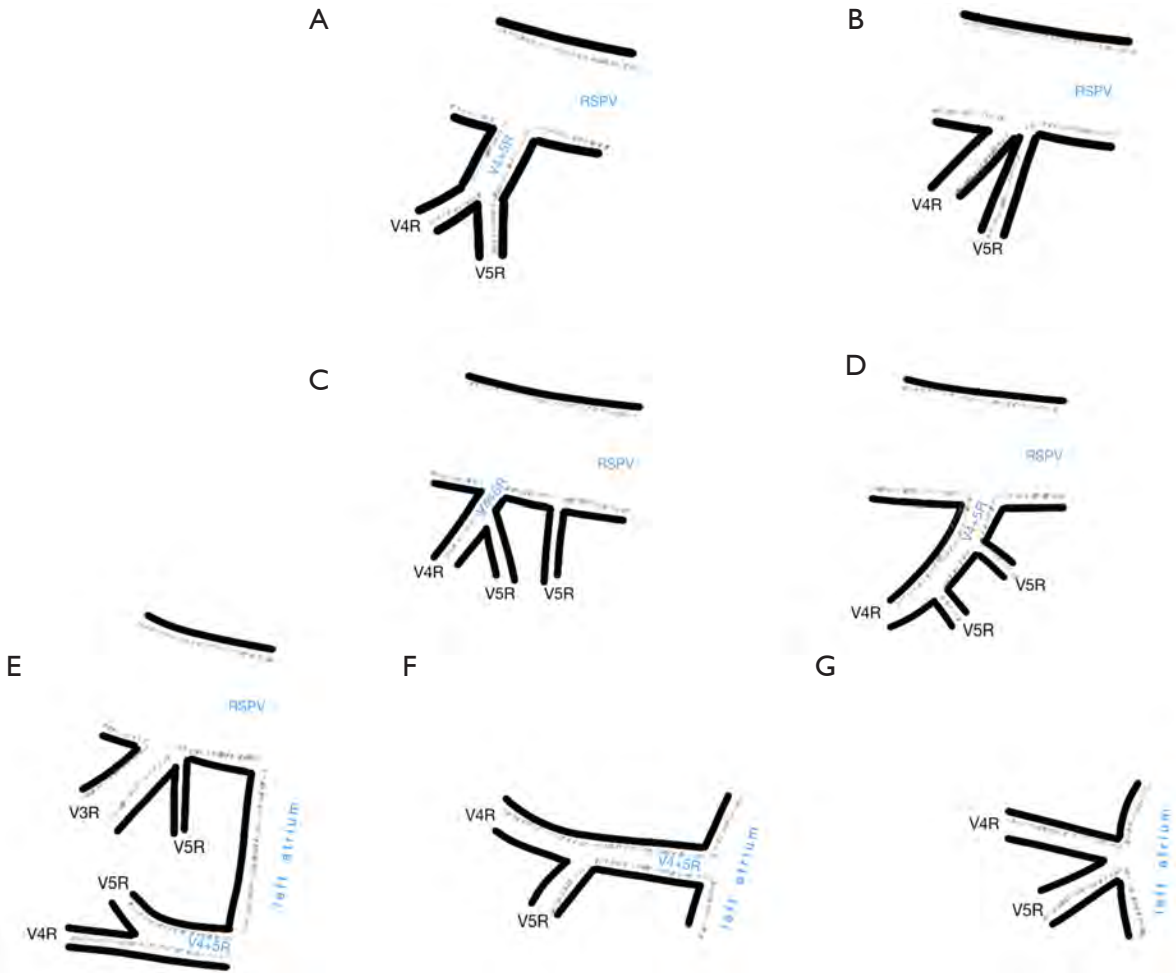 A
RSPV
V4+5R
V4R
V5R
B
RSPV
V4R
V5R
C
RSPV
V4R
V5R
V5R
D
RSPV
V4+5R
V5R
V4R
V5R
E
RSPV
V3R
V5R
V5R
V4R
V4+5R
left atrium
F
V4R
V4+5R
V5R
left atrium
G
V4R
V5R
left atrium